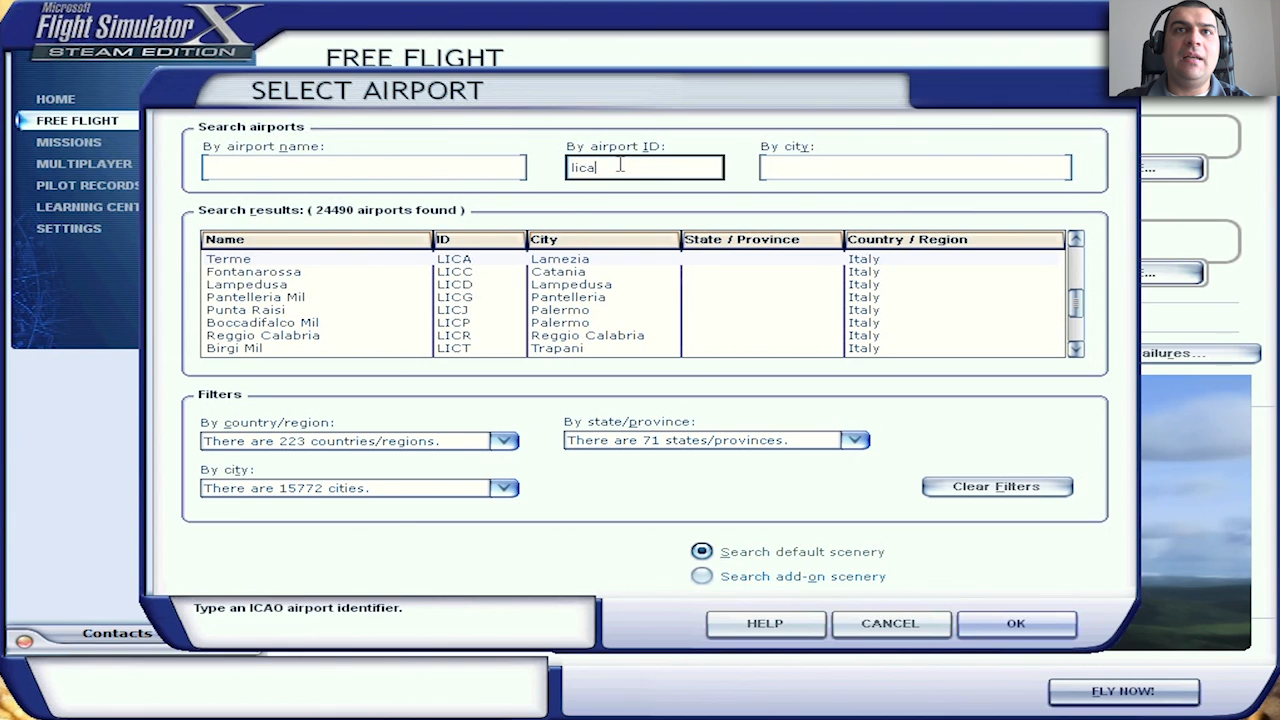 Microsoft
Flight Simulator X
STEAM EDITION
FREE FLIGHT
SELECT AIRPORT
HOME
FREE FLIGHT
MISSIONS
MULTIPLAYER
PILOT RECORDS
LEARNING CENT
SETTINGS
Search airports
By airport name:
By airport ID:
By city:
lica
E...
Search results: ( 24490 airports found )
Name ID City State / Province Country / Region
Terme LICA Lamezia Italy
Fontanarossa LICC Catania Italy
Lampedusa LICD Lampedusa Italy
Pantelleria Mil LICG Pantelleria Italy
Punta Raisi LICJ Palermo Italy
Boccadifalco Mil LICP Palermo Italy
Reggio Calabria LICR Reggio Calabria Italy
Birgi Mil LICT Trapani Italy
E...
ailures...
Filters
By country/region:
There are 223 countries/regions.
By state/province:
There are 71 states/provinces.
By city:
There are 15772 cities.
Clear Filters
Search default scenery
Search add-on scenery
Type an ICAO airport identifier.
HELP
CANCEL
OK
Contacts
FLY NOW!